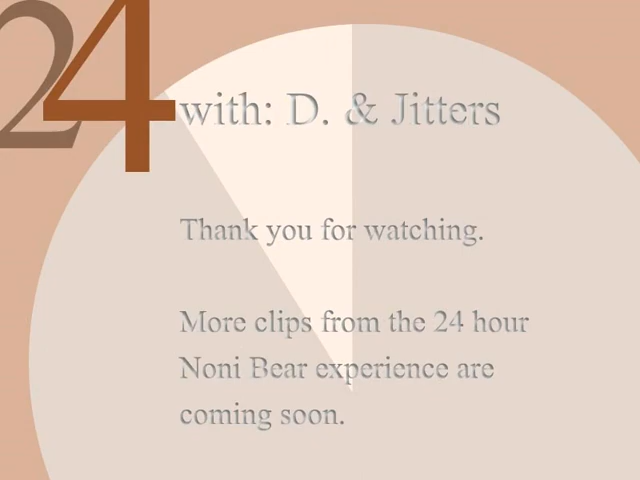 24
with: D. & Jitters
Thank you for watching.
More clips from the 24 hour
Noni Bear experience are
coming soon.